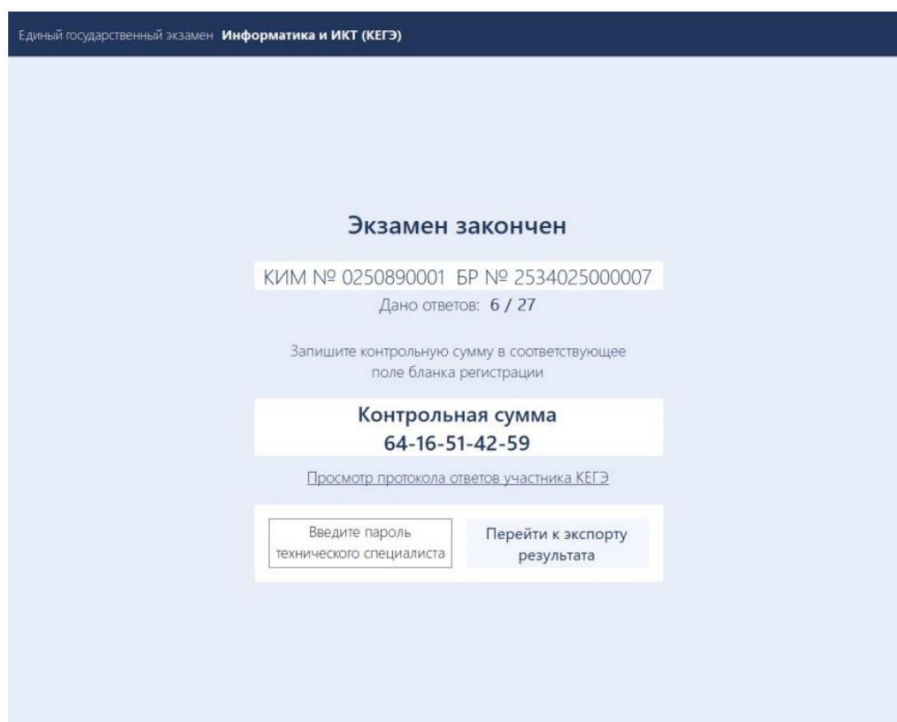 Единый государственный экзамен Информатика и ИКТ (КЕГЭ)
Экзамен закончен
КИМ № 0250890001 БР № 2534025000007
Дано ответов: 6 / 27
Запишите контрольную сумму в соответствующее
поле бланка регистрации
Контрольная сумма
64-16-51-42-59
Просмотр протокола ответов участника КЕГЭ
Введите пароль
технического специалиста
Перейти к экспорту
результата